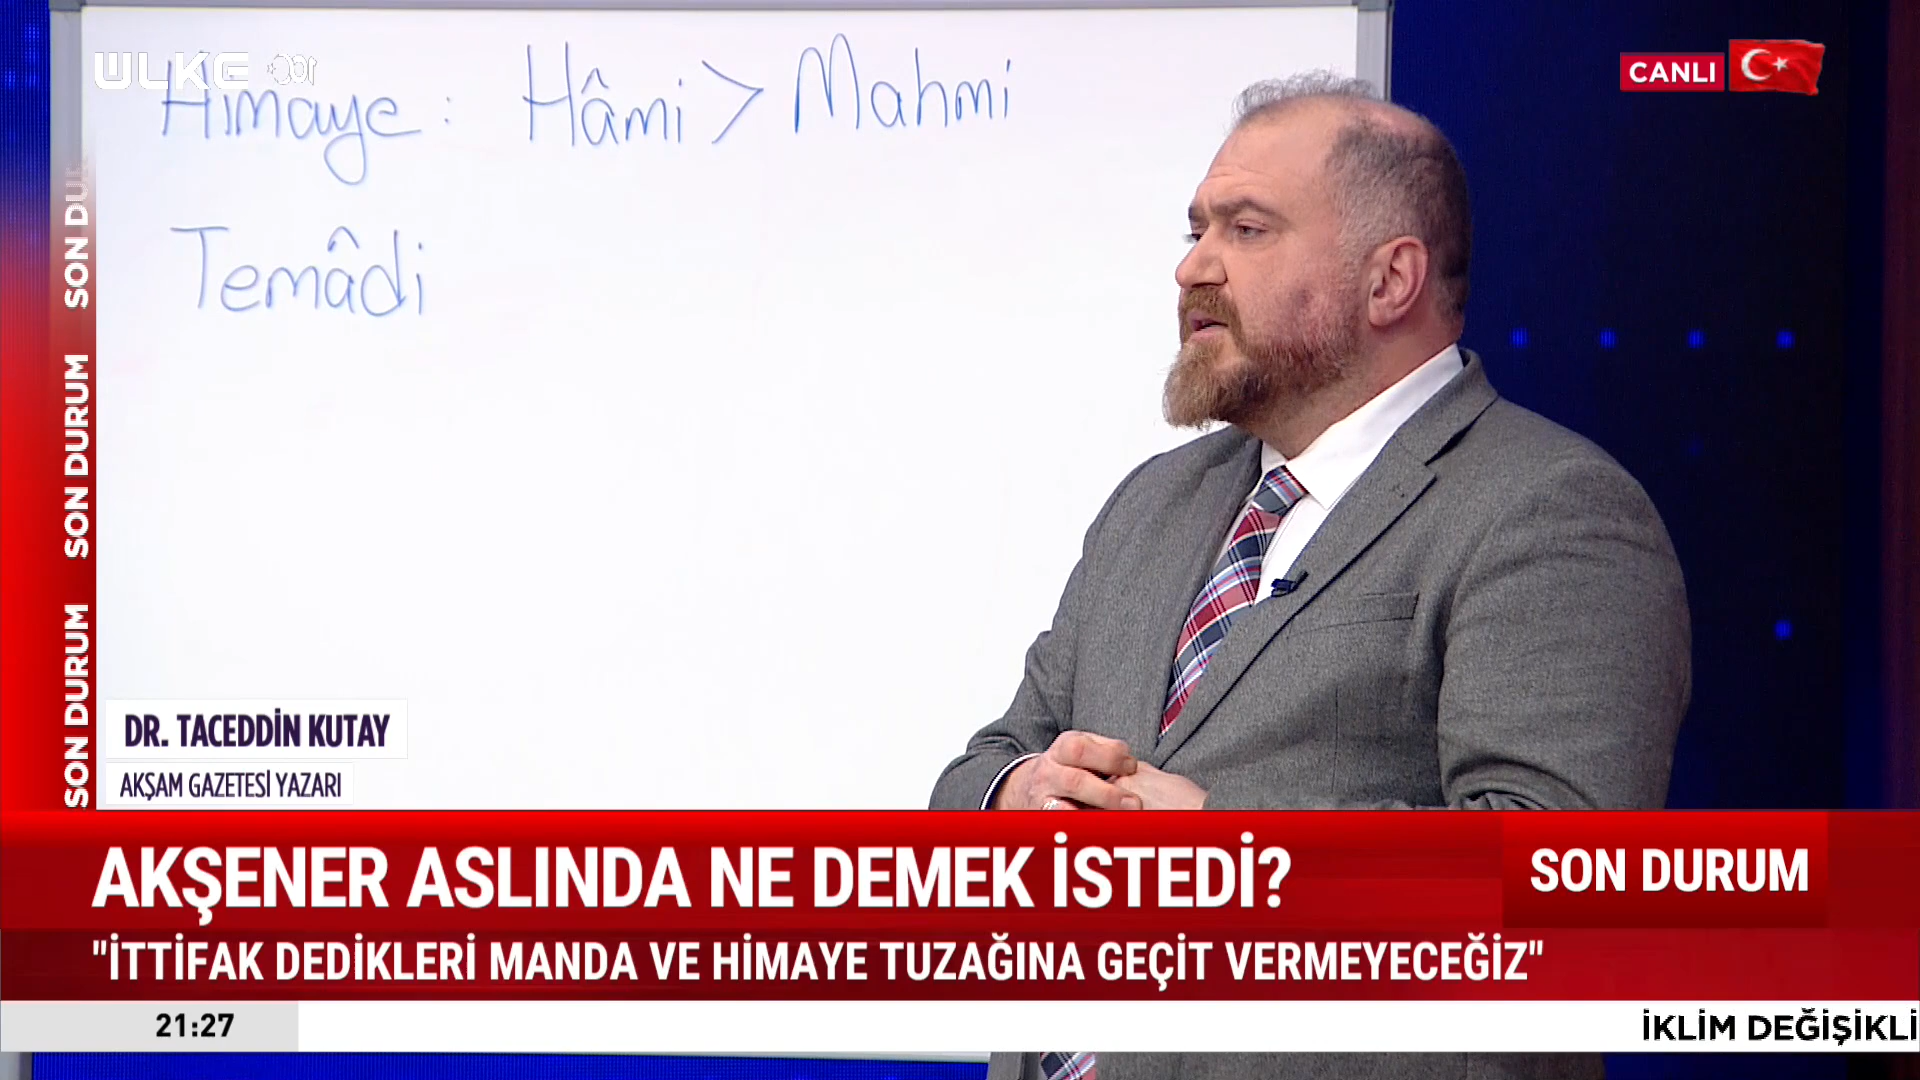 ÜLKE
CANLI
Himaye : Hâmi > Mahmi
Temâdi
SON DURUM
SON DURUM
SON DURUM
DR. TACEDDİN KUTAY
AKŞAM GAZETESİ YAZARI
AKŞENER ASLINDA NE DEMEK İSTEDİ?
SON DURUM
"İTTİFAK DEDİKLERİ MANDA VE HİMAYE TUZAĞINA GEÇİT VERMEYECEĞİZ"
21:27
İKLİM DEĞİŞİKLİ